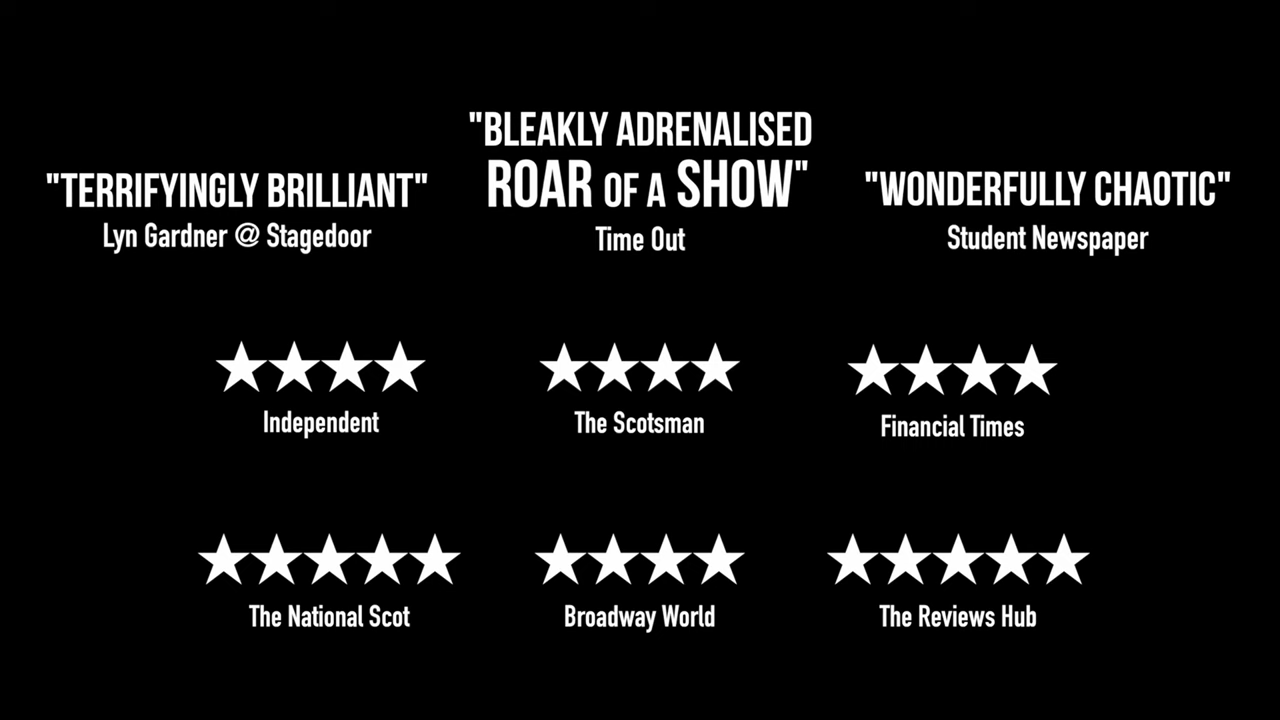 "TERRIFYINGLY BRILLIANT"
Lyn Gardner @ Stagedoor
"BLEAKLY ADRENALISED
ROAR OF A SHOW"
Time Out
"WONDERFULLY CHAOTIC"
Student Newspaper
★★★★
Independent
★★★★
The Scotsman
★★★★
Financial Times
★★★★★
The National Scot
★★★★
Broadway World
★★★★★
The Reviews Hub